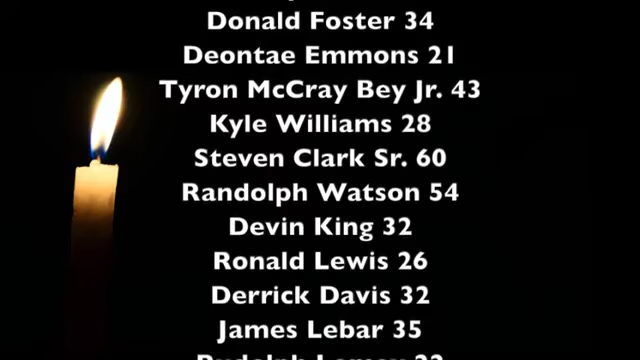 Donald Foster 34
Deontae Emmons 21
Tyron McCray Bey Jr. 43
Kyle Williams 28
Steven Clark Sr. 60
Randolph Watson 54
Devin King 32
Ronald Lewis 26
Derrick Davis 32
James Lebar 35